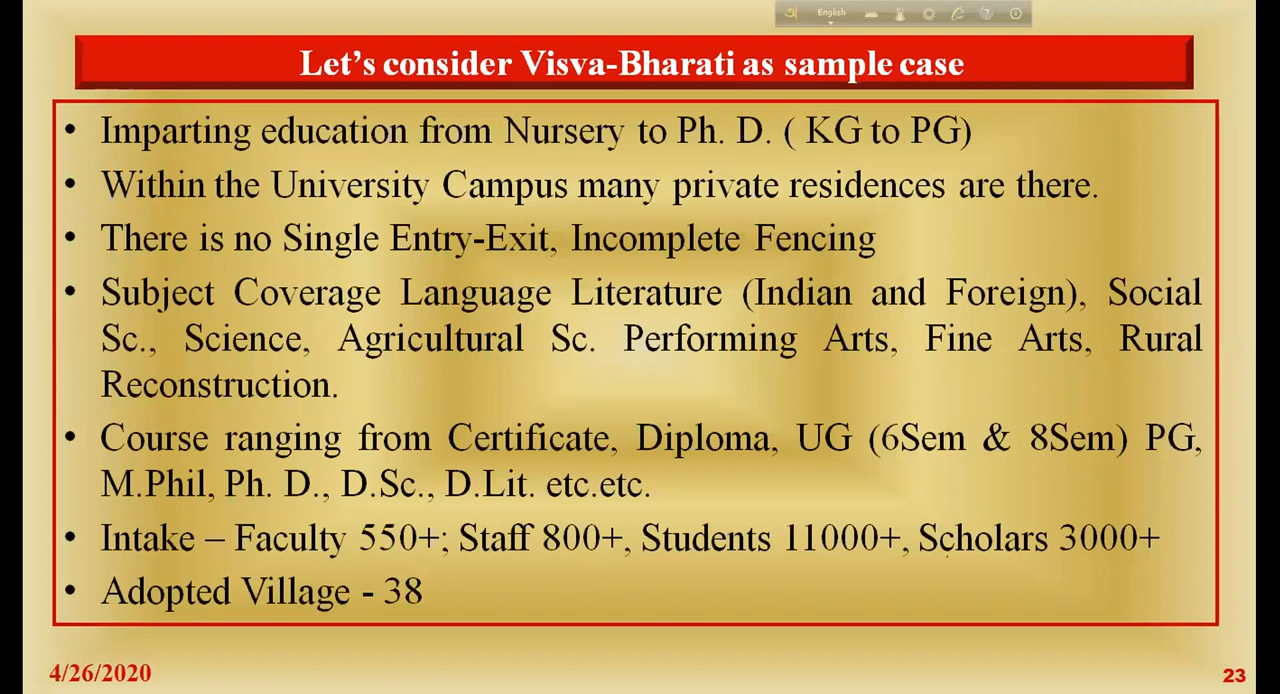 English
Let’s consider Visva-Bharati as sample case
• Imparting education from Nursery to Ph. D. ( KG to PG)
• Within the University Campus many private residences are there.
• There is no Single Entry-Exit, Incomplete Fencing
• Subject Coverage Language Literature (Indian and Foreign), Social
Sc., Science, Agricultural Sc. Performing Arts, Fine Arts, Rural
Reconstruction.
• Course ranging from Certificate, Diploma, UG (6Sem & 8Sem) PG,
M.Phil, Ph. D., D.Sc., D.Lit. etc.etc.
• Intake – Faculty 550+; Staff 800+, Students 11000+, Scholars 3000+
• Adopted Village - 38
4/26/2020
23